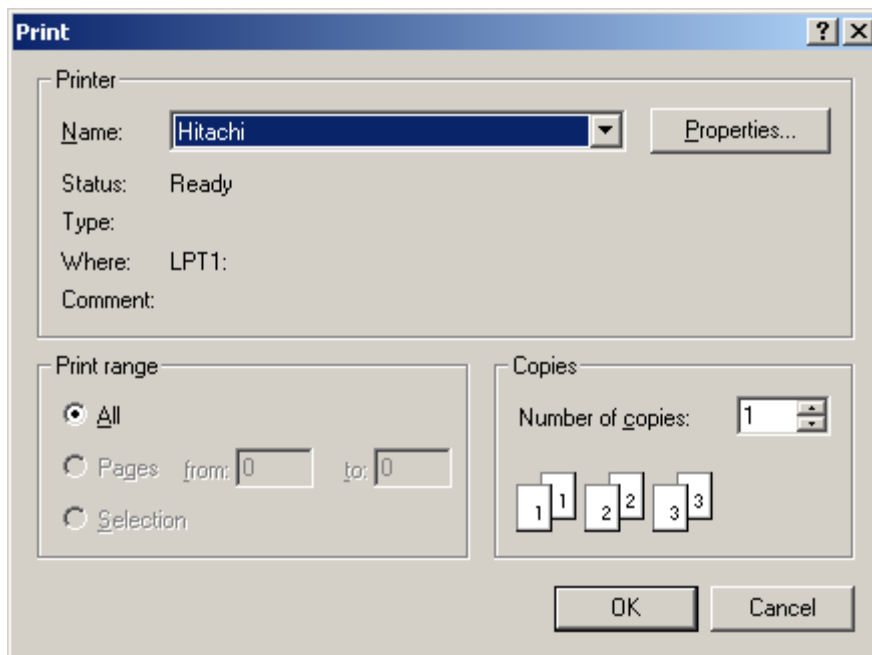 Print
Printer
Name: Hitachi Properties...
Status: Ready
Type:
Where: LPT1:
Comment:
Print range
All
Pages from: 0 to: 0
Selection
Copies
Number of copies: 1
1 1 2 2 3 3
OK Cancel